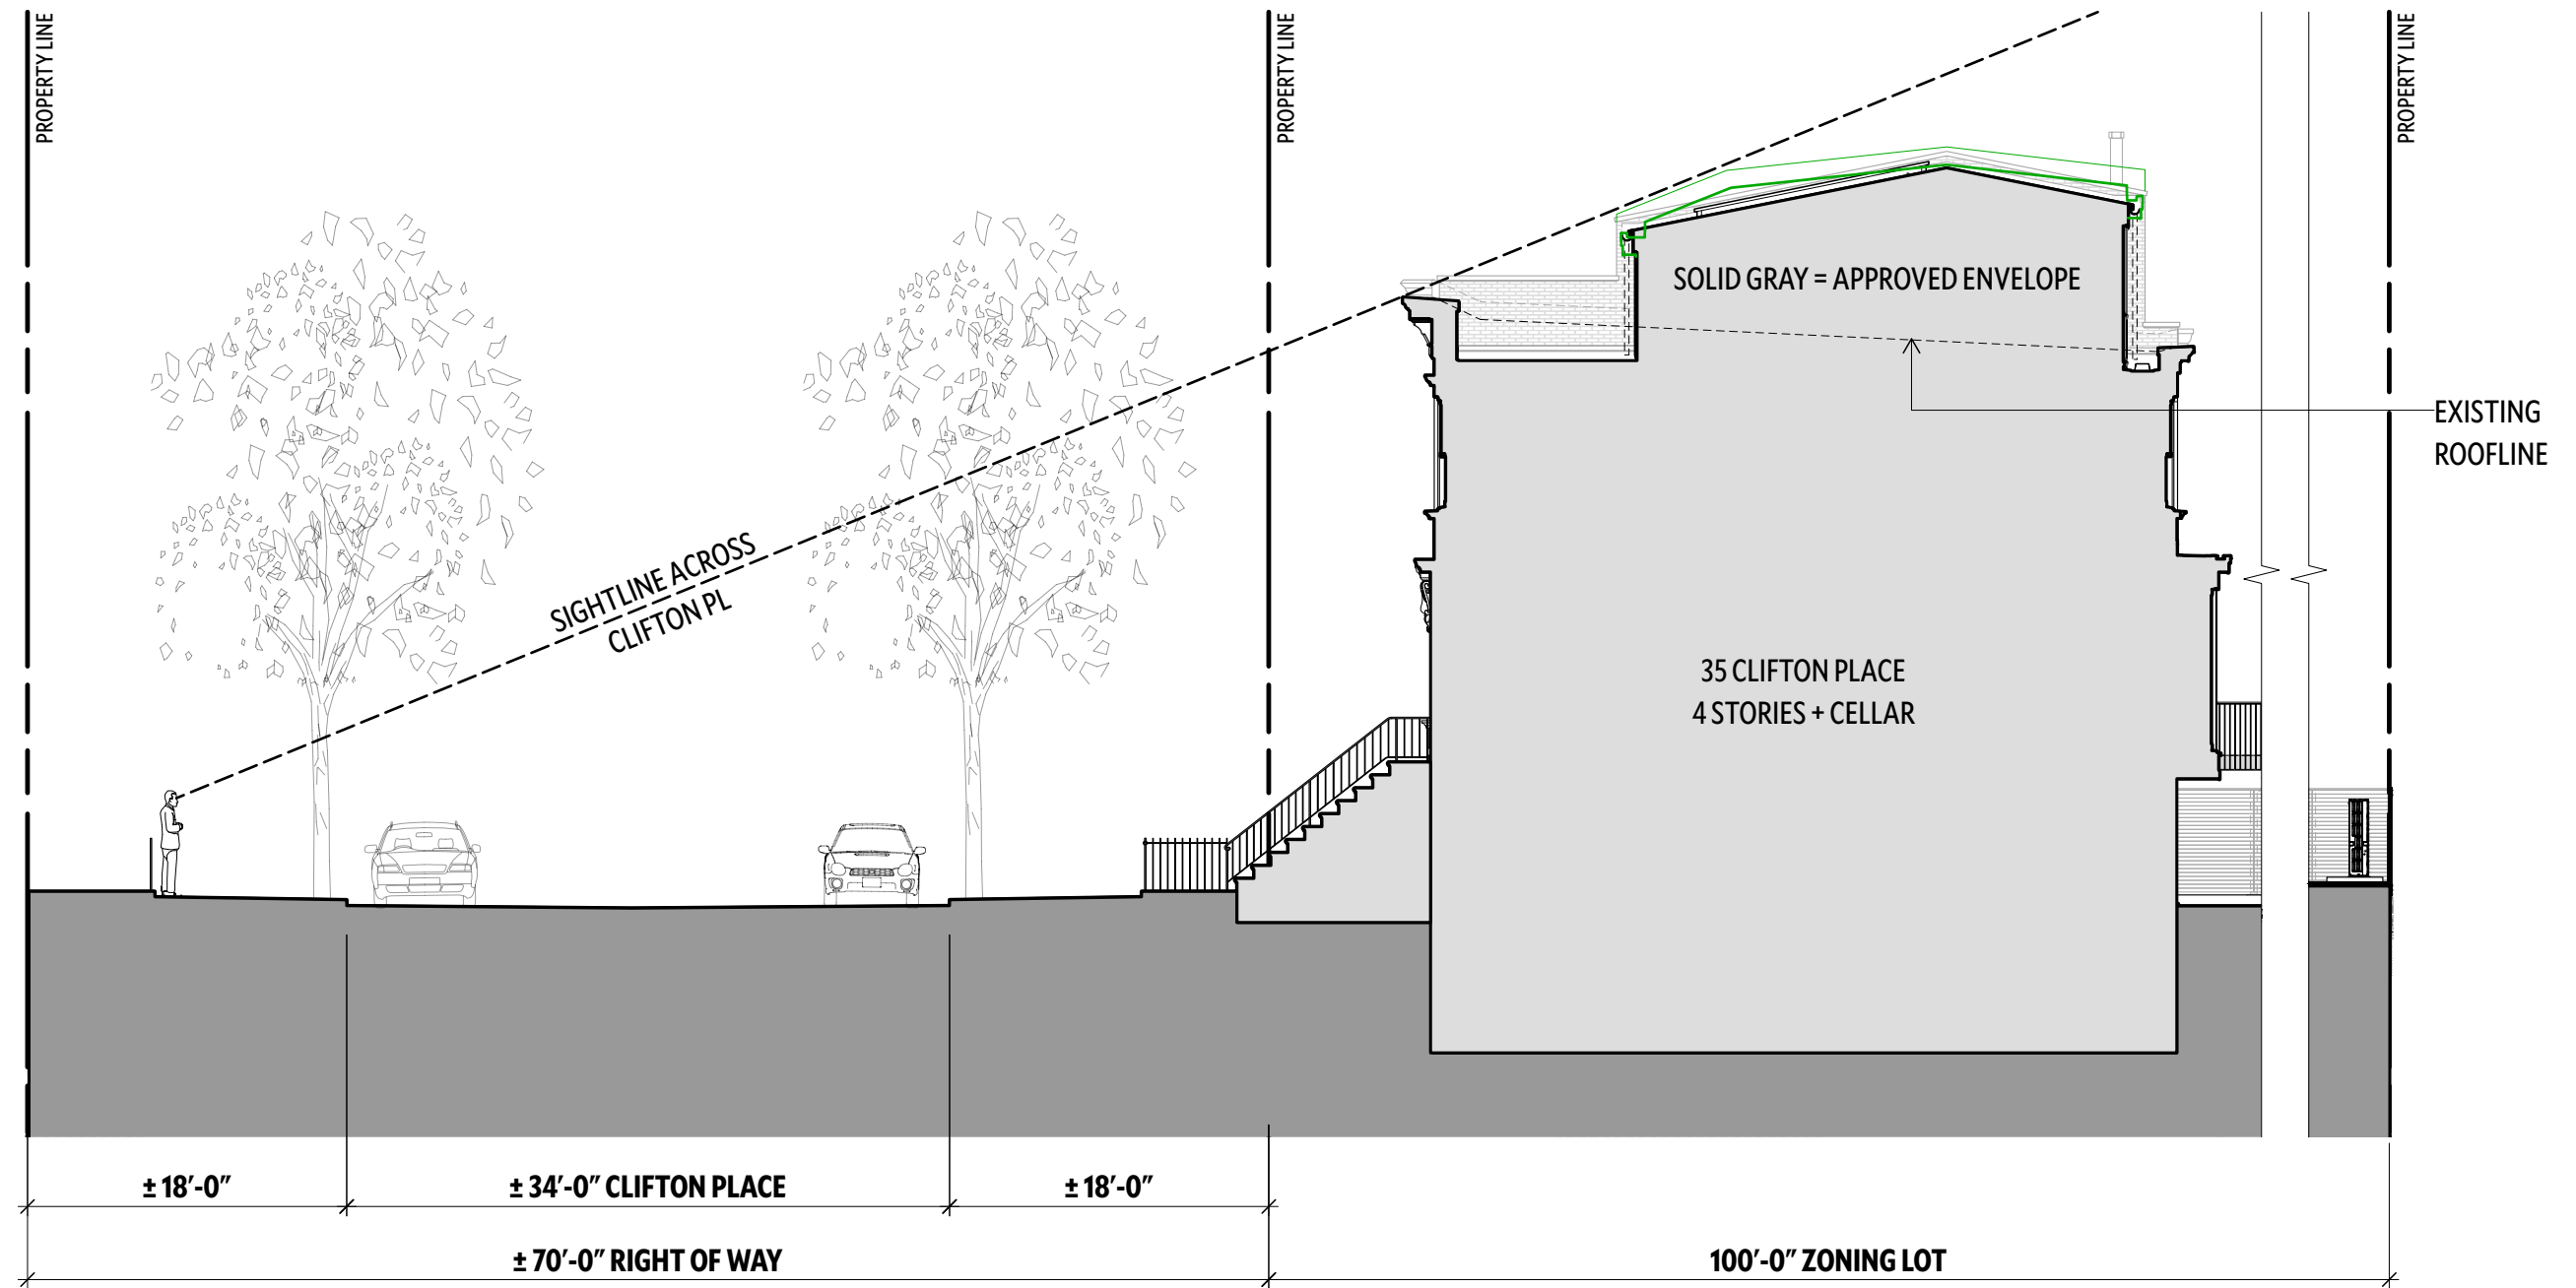 PROPERTY LINE
PROPERTY LINE
PROPERTY LINE
SOLID GRAY = APPROVED ENVELOPE
EXISTING
ROOFLINE
SIGHTLINE ACROSS
CLIFTON PL
35 CLIFTON PLACE
4 STORIES + CELLAR
± 18′-0″
± 34′-0″ CLIFTON PLACE
± 18′-0″
± 70′-0″ RIGHT OF WAY
100′-0″ ZONING LOT